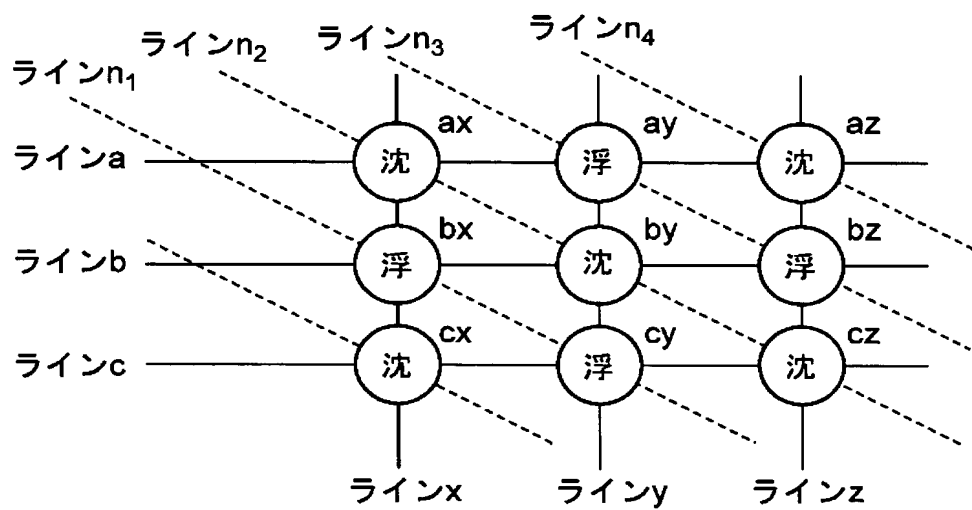 ラインn1
ラインn2
ラインn3
ラインn4
ラインa
沈
ax
浮
ay
沈
az
ラインb
浮
bx
沈
by
浮
bz
ラインc
沈
cx
浮
cy
沈
cz
ラインx
ラインy
ラインz